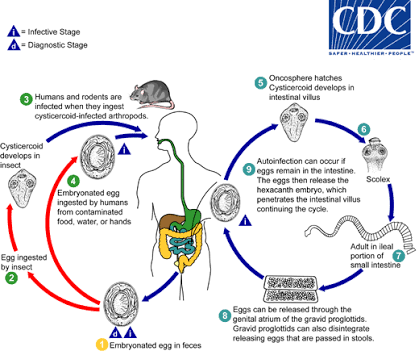 i = Infective Stage
d = Diagnostic Stage
CDC
SAFER • HEALTHIER • PEOPLE™
3 Humans and rodents are
infected when they ingest
cysticercoid-infected arthropods.
5 Oncosphere hatches
Cysticercoid develops in
intestinal villus
Cysticercoid
develops in
insect
i
4
Embryonated egg
ingested by humans
from contaminated
food, water, or hands
9 Autoinfection can occur if
eggs remain in the intestine.
The eggs then release the
hexacanth embryo, which
penetrates the intestinal villus
continuing the cycle.
i
6
Scolex
Adult in ileal
portion of 7
small intestine
Egg ingested
by insect
2
8 Eggs can be released through the
genital atrium of the gravid proglottids.
Gravid proglottids can also disintegrate
releasing eggs that are passed in stools.
d i
1 Embryonated egg in feces